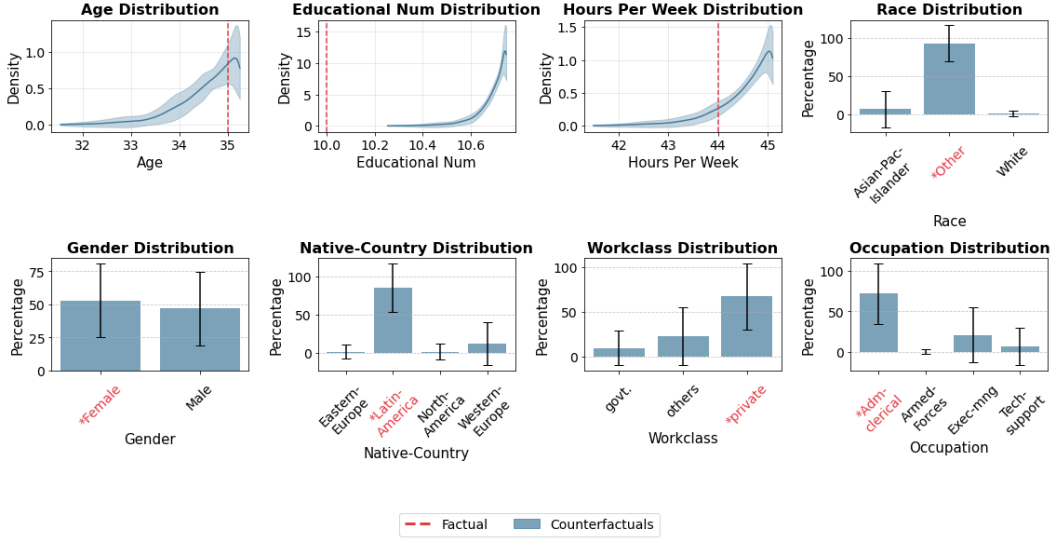 Age Distribution
Density
1.0
0.5
0.0
32
33
34
35
Age
Educational Num Distribution
Density
15
10
5
0
10.0
10.2
10.4
10.6
Educational Num
Hours Per Week Distribution
Density
1.5
1.0
0.5
0.0
42
43
44
45
Hours Per Week
Race Distribution
Percentage
100
50
0
Asian-Pac-
Islander
*Other
White
Race
Gender Distribution
Percentage
75
50
25
0
*Female
Male
Gender
Native-Country Distribution
Percentage
100
50
0
Eastern-
Europe
*Latin-
America
North-
America
Western-
Europe
Native-Country
Workclass Distribution
Percentage
100
50
0
govt.
others
*private
Workclass
Occupation Distribution
Percentage
100
50
0
*Adm-
clerical
Armed-
Forces
Exec-mng
Tech-
support
Occupation
Factual
Counterfactuals